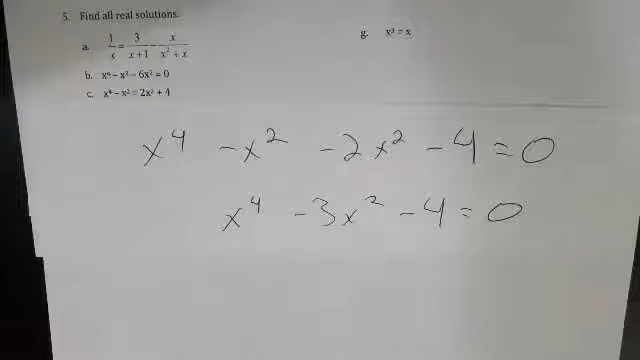 5. Find all real solutions.
a. 1/x = 3/(x+1) - x/(x² + x)
g. x³ = x
b. x⁴ - x³ - 6x² = 0
c. x⁴ - x² = 2x² + 4
x⁴ - x² - 2x² - 4 = 0
x⁴ - 3x² - 4 = 0